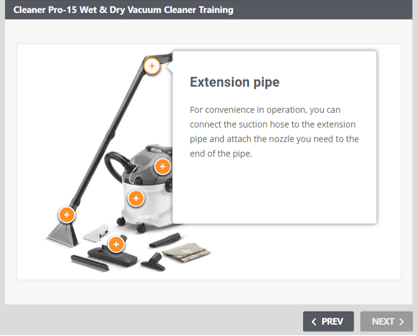 Cleaner Pro-15 Wet & Dry Vacuum Cleaner Training
Extension pipe
For convenience in operation, you can
connect the suction hose to the extension
pipe and attach the nozzle you need to the
end of the pipe.
PREV
NEXT